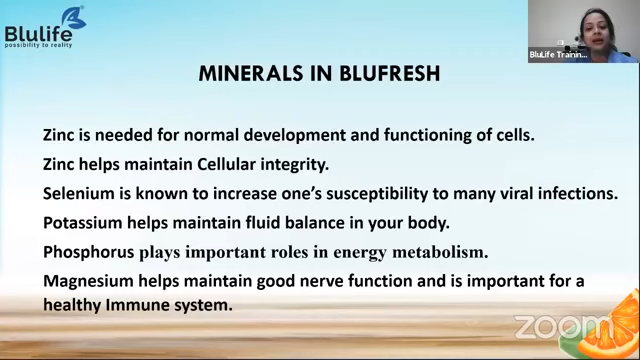 Blulife
possibility to reality
BluLife Trainin...
MINERALS IN BLUFRESH
Zinc is needed for normal development and functioning of cells.
Zinc helps maintain Cellular integrity.
Selenium is known to increase one's susceptibility to many viral infections.
Potassium helps maintain fluid balance in your body.
Phosphorus plays important roles in energy metabolism.
Magnesium helps maintain good nerve function and is important for a
healthy Immune system.
zoom